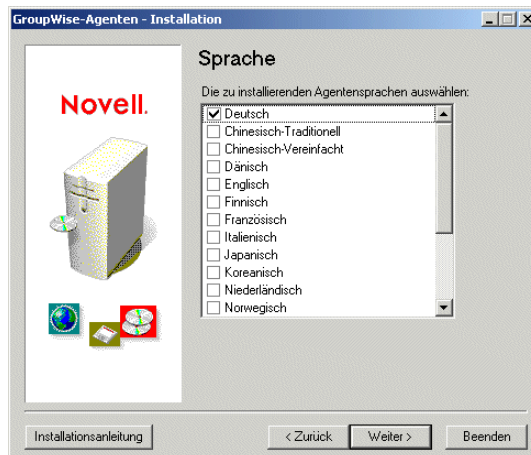 GroupWise-Agenten - Installation
Novell.
Sprache
Die zu installierenden Agentensprachen auswählen:
Deutsch
Chinesisch-Traditionell
Chinesisch-Vereinfacht
Dänisch
Englisch
Finnisch
Französisch
Italienisch
Japanisch
Koreanisch
Niederländisch
Norwegisch
Installationsanleitung
< Zurück
Weiter >
Beenden